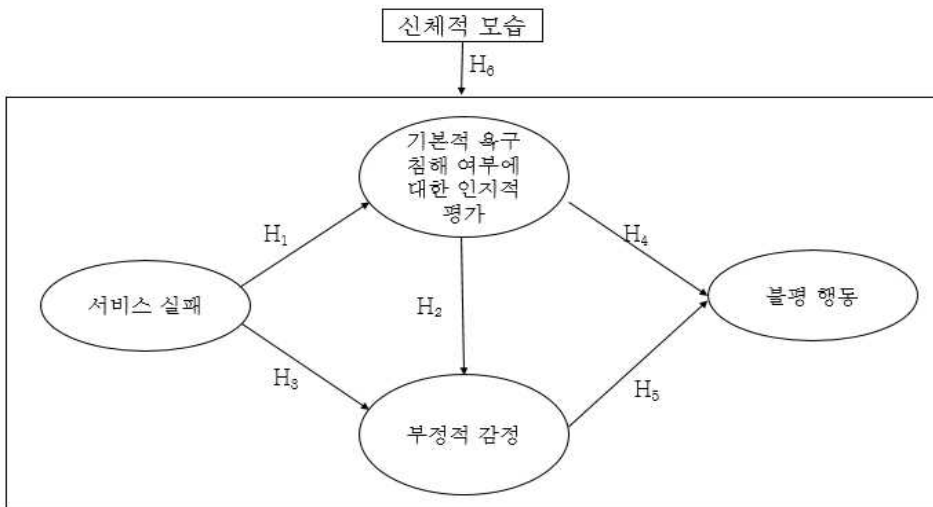 신체적 모습
H₆
기본적 욕구
침해 여부에
대한 인지적
평가
H₁
H₄
서비스 실패
H₂
불평 행동
H₃
H₅
부정적 감정